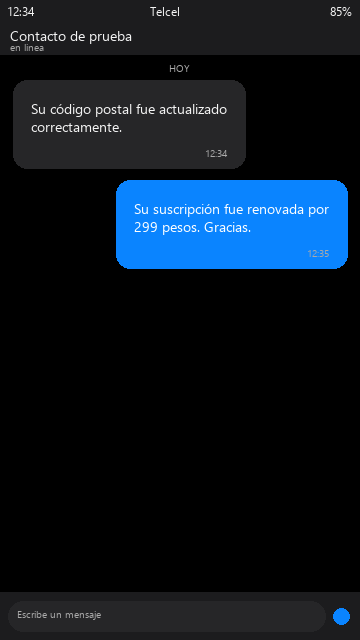 12:34 Telcel 85%
Contacto de prueba
en línea
HOY
Su código postal fue actualizado
correctamente.
12:34
Su suscripción fue renovada por
299 pesos. Gracias.
12:35
Escribe un mensaje